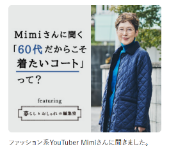 Mimiさんに聞く
「60代だからこそ
着たいコート」
って？
featuring
暮らしとおしゃれの編集室
ファッション系YouTuber Mimiさんに聞きました。